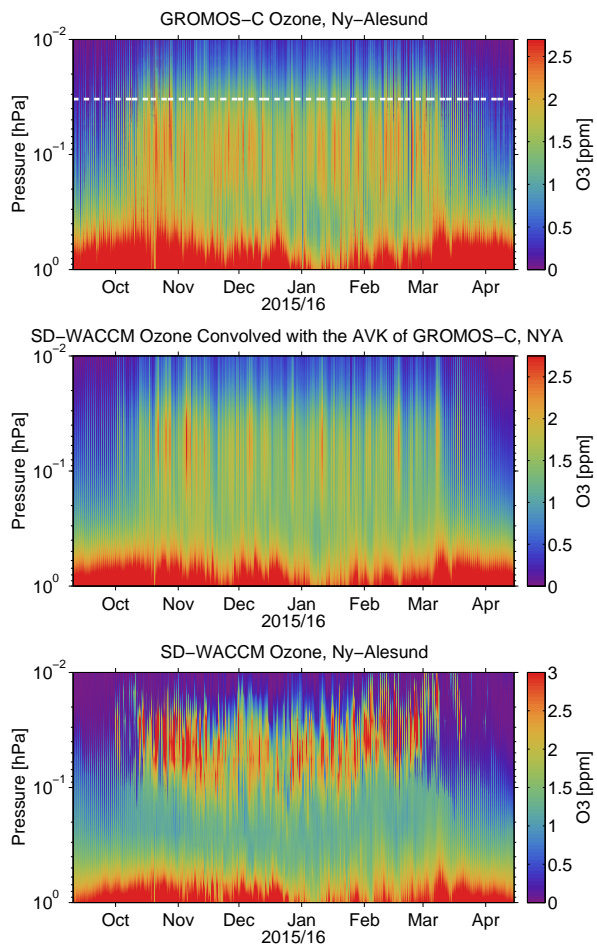 GROMOS−C Ozone, Ny−Alesund
10⁻²
10⁻¹
10⁰
Pressure [hPa]
Oct Nov Dec Jan Feb Mar Apr
2015/16
2.5
2
1.5
1
0.5
0
O3 [ppm]
SD−WACCM Ozone Convolved with the AVK of GROMOS−C, NYA
10⁻²
10⁻¹
10⁰
Pressure [hPa]
Oct Nov Dec Jan Feb Mar Apr
2015/16
2.5
2
1.5
1
0.5
0
O3 [ppm]
SD−WACCM Ozone, Ny−Alesund
10⁻²
10⁻¹
10⁰
Pressure [hPa]
Oct Nov Dec Jan Feb Mar Apr
2015/16
3
2.5
2
1.5
1
0.5
0
O3 [ppm]